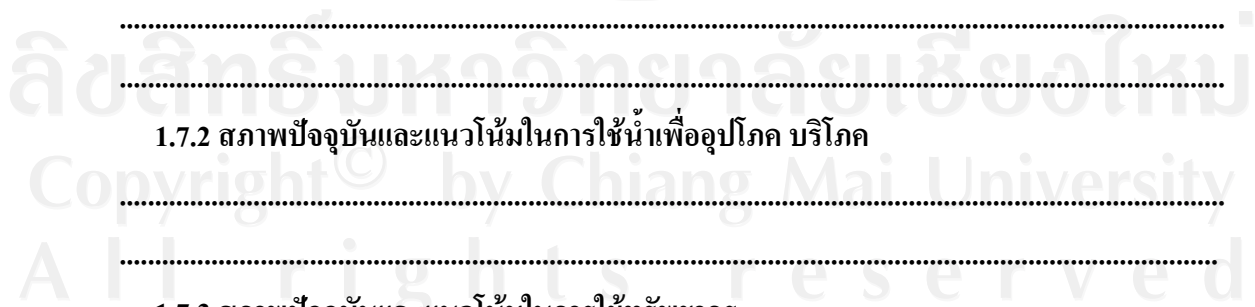 ................................................................................
ลิขสิทธิ์มหาวิทยาลัยเชียงใหม่
................................................................................
1.7.2 สภาพปัจจุบันและแนวโน้มในการใช้น้ำเพื่ออุปโภค บริโภค
Copyright© by Chiang Mai University
................................................................................
................................................................................
All rights reserved